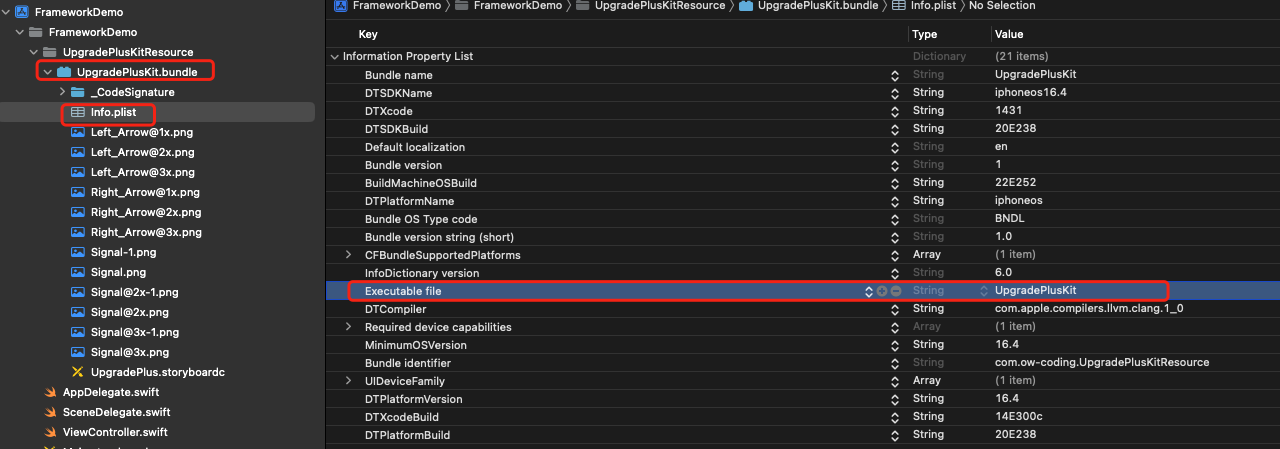 FrameworkDemo
FrameworkDemo
UpgradePlusKitResource
UpgradePlusKit.bundle
_CodeSignature
Info.plist
Left_Arrow@1x.png
Left_Arrow@2x.png
Left_Arrow@3x.png
Right_Arrow@1x.png
Right_Arrow@2x.png
Right_Arrow@3x.png
Signal-1.png
Signal.png
Signal@2x-1.png
Signal@2x.png
Signal@3x-1.png
Signal@3x.png
UpgradePlus.storyboardc
AppDelegate.swift
SceneDelegate.swift
ViewController.swift
FrameworkDemo FrameworkDemo UpgradePlusKitResource UpgradePlusKit.bundle Info.plist No Selection
Key Type Value
Information Property List Dictionary (21 items)
Bundle name String UpgradePlusKit
DTSDKName String iphoneos16.4
DTXcode String 1431
DTSDKBuild String 20E238
Default localization String en
Bundle version String 1
BuildMachineOSBuild String 22E252
DTPlatformName String iphoneos
Bundle OS Type code String BNDL
Bundle version string (short) String 1.0
CFBundleSupportedPlatforms Array (1 item)
InfoDictionary version String 6.0
Executable file String UpgradePlusKit
DTCompiler String com.apple.compilers.llvm.clang.1_0
Required device capabilities Array (1 item)
MinimumOSVersion String 16.4
Bundle identifier String com.ow-coding.UpgradePlusKitResource
UIDeviceFamily Array (1 item)
DTPlatformVersion String 16.4
DTXcodeBuild String 14E300c
DTPlatformBuild String 20E238